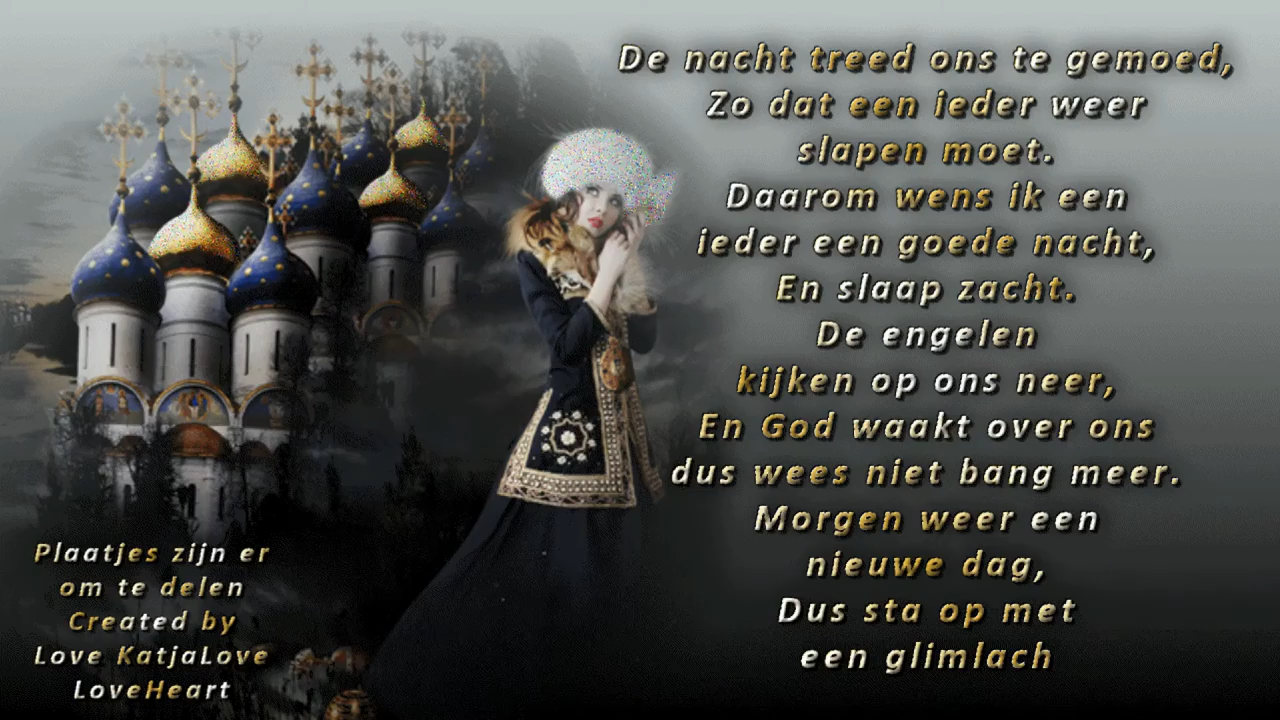 De nacht treed ons te gemoed,
Zo dat een ieder weer
slapen moet.
Daarom wens ik een
ieder een goede nacht,
En slaap zacht.
De engelen
kijken op ons neer,
En God waakt over ons
dus wees niet bang meer.
Morgen weer een
nieuwe dag,
Dus sta op met
een glimlach
Plaatjes zijn er
om te delen
Created by
Love KatjaLove
LoveHeart